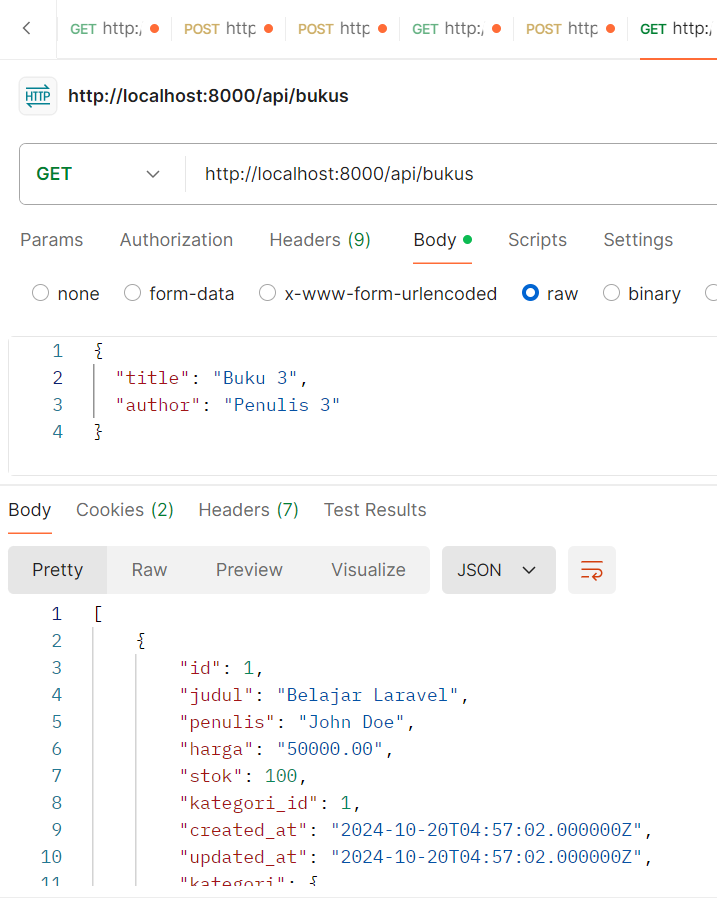 GET http:/ POST http POST http GET http:/ POST http GET http:/
HTTP http://localhost:8000/api/bukus
GET http://localhost:8000/api/bukus
Params Authorization Headers (9) Body Scripts Settings
none form-data x-www-form-urlencoded raw binary
1 {
2 "title": "Buku 3",
3 "author": "Penulis 3"
4 }
Body Cookies (2) Headers (7) Test Results
Pretty Raw Preview Visualize JSON
1 [
2 {
3 "id": 1,
4 "judul": "Belajar Laravel",
5 "penulis": "John Doe",
6 "harga": "50000.00",
7 "stok": 100,
8 "kategori_id": 1,
9 "created_at": "2024-10-20T04:57:02.000000Z",
10 "updated_at": "2024-10-20T04:57:02.000000Z",
11 "kategori": {